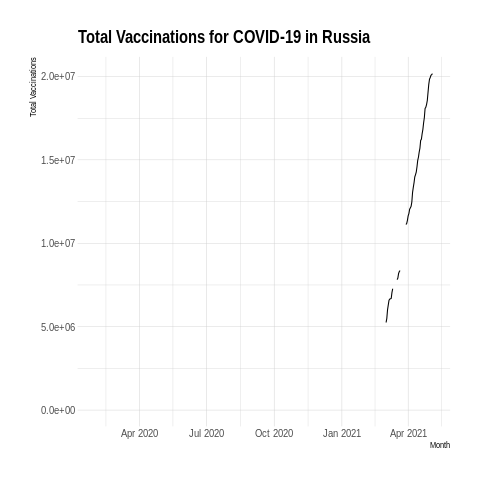 Total Vaccinations for COVID-19 in Russia
Total Vaccinations
2.0e+07
1.5e+07
1.0e+07
5.0e+06
0.0e+00
Apr 2020 Jul 2020 Oct 2020 Jan 2021 Apr 2021
Month